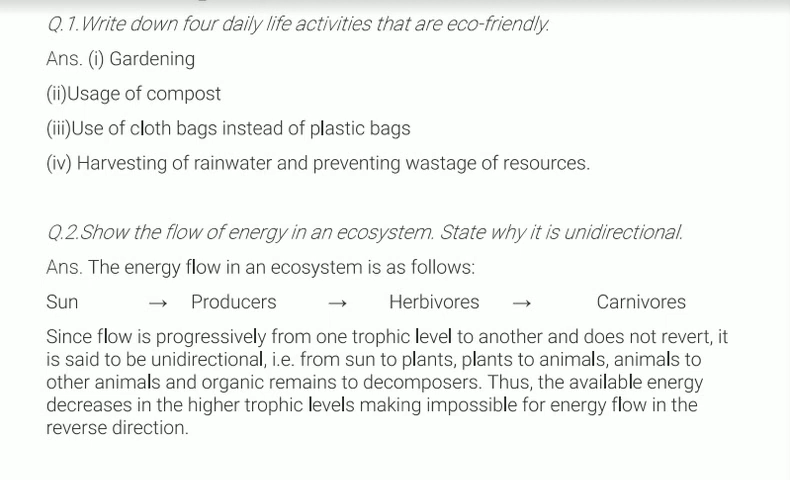 Q.1.Write down four daily life activities that are eco-friendly.
Ans. (i) Gardening
(ii)Usage of compost
(iii)Use of cloth bags instead of plastic bags
(iv) Harvesting of rainwater and preventing wastage of resources.
Q.2.Show the flow of energy in an ecosystem. State why it is unidirectional.
Ans. The energy flow in an ecosystem is as follows:
Sun → Producers → Herbivores → Carnivores
Since flow is progressively from one trophic level to another and does not revert, it
is said to be unidirectional, i.e. from sun to plants, plants to animals, animals to
other animals and organic remains to decomposers. Thus, the available energy
decreases in the higher trophic levels making impossible for energy flow in the
reverse direction.